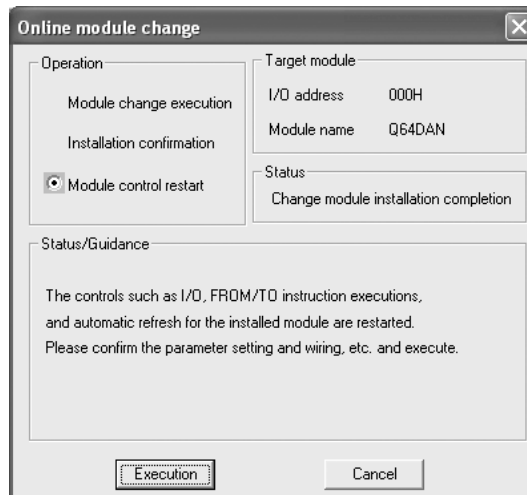 Online module change
Operation
Module change execution
Installation confirmation
Module control restart
Target module
I/O address 000H
Module name Q64DAN
Status
Change module installation completion
Status/Guidance
The controls such as I/O, FROM/TO instruction executions,
and automatic refresh for the installed module are restarted.
Please confirm the parameter setting and wiring, etc. and execute.
Execution Cancel